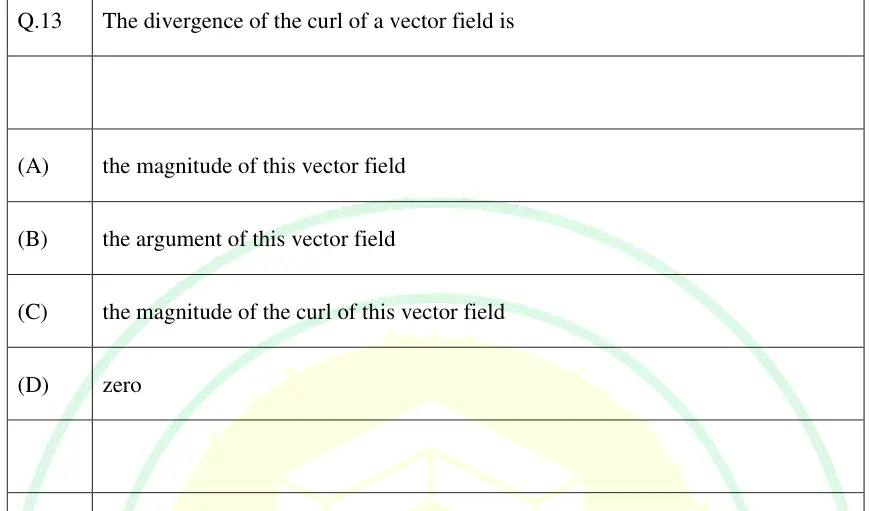 Q.13 The divergence of the curl of a vector field is
(A) the magnitude of this vector field
(B) the argument of this vector field
(C) the magnitude of the curl of this vector field
(D) zero